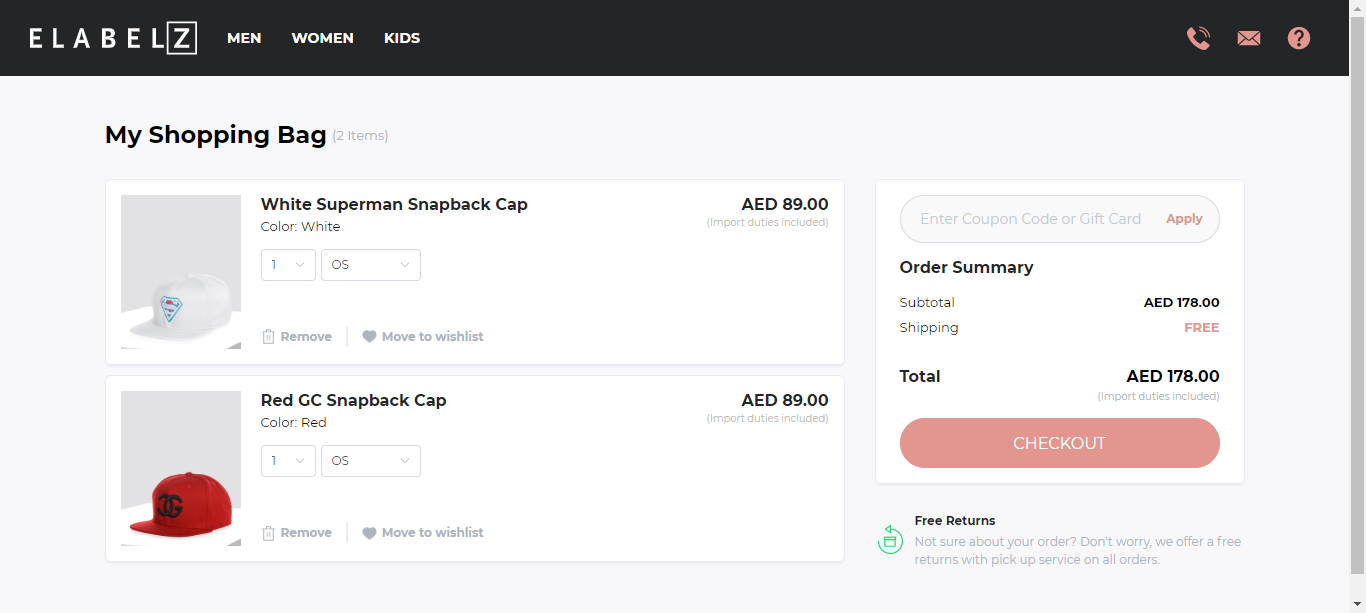 ELABELZ
MEN WOMEN KIDS
My Shopping Bag (2 Items)
White Superman Snapback Cap
AED 89.00
Color: White
(Import duties included)
1 OS
Remove
Move to wishlist
Red GC Snapback Cap
AED 89.00
Color: Red
(Import duties included)
1 OS
Remove
Move to wishlist
Enter Coupon Code or Gift Card Apply
Order Summary
Subtotal AED 178.00
Shipping FREE
Total AED 178.00
(Import duties included)
CHECKOUT
Free Returns
Not sure about your order? Don't worry, we offer a free
returns with pick up service on all orders.